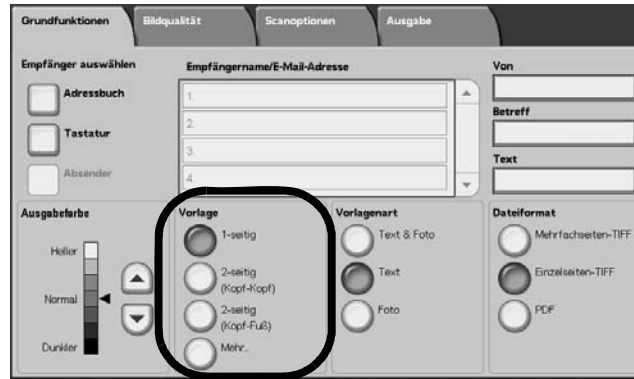 Grundfunktionen
Bildqualität
Scanoptionen
Ausgabe
Empfänger auswählen
Adressbuch
Tastatur
Absender
Empfängername/E-Mail-Adresse
1.
2.
3.
4.
Von
Betreff
Text
Ausgabefarbe
Heller
Normal
Dunkler
Vorlage
1-seitig
2-seitig
(Kopf-Kopf)
2-seitig
(Kopf-Fuß)
Mehr..
Vorlagenart
Text & Foto
Text
Foto
Dateiformat
Mehrfachseiten-TIFF
Einzelseiten-TIFF
PDF